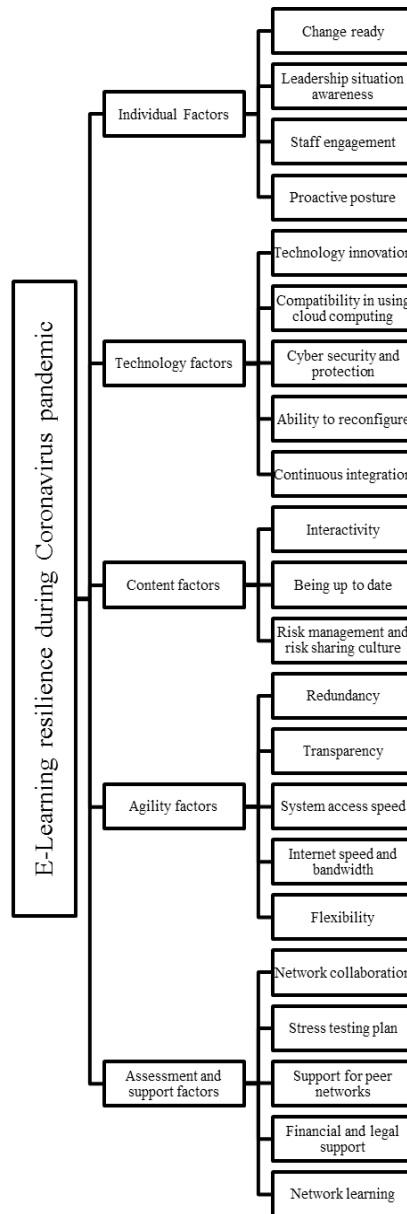 E-Learning resilience during Coronavirus pandemic
Individual Factors
Change ready
Leadership situation
awareness
Staff engagement
Proactive posture
Technology factors
Technology innovation
Compatibility in using
cloud computing
Cyber security and
protection
Ability to reconfigure
Continuous integration
Content factors
Interactivity
Being up to date
Risk management and
risk sharing culture
Agility factors
Redundancy
Transparency
System access speed
Internet speed and
bandwidth
Flexibility
Assessment and
support factors
Network collaboration
Stress testing plan
Support for peer
networks
Financial and legal
support
Network learning